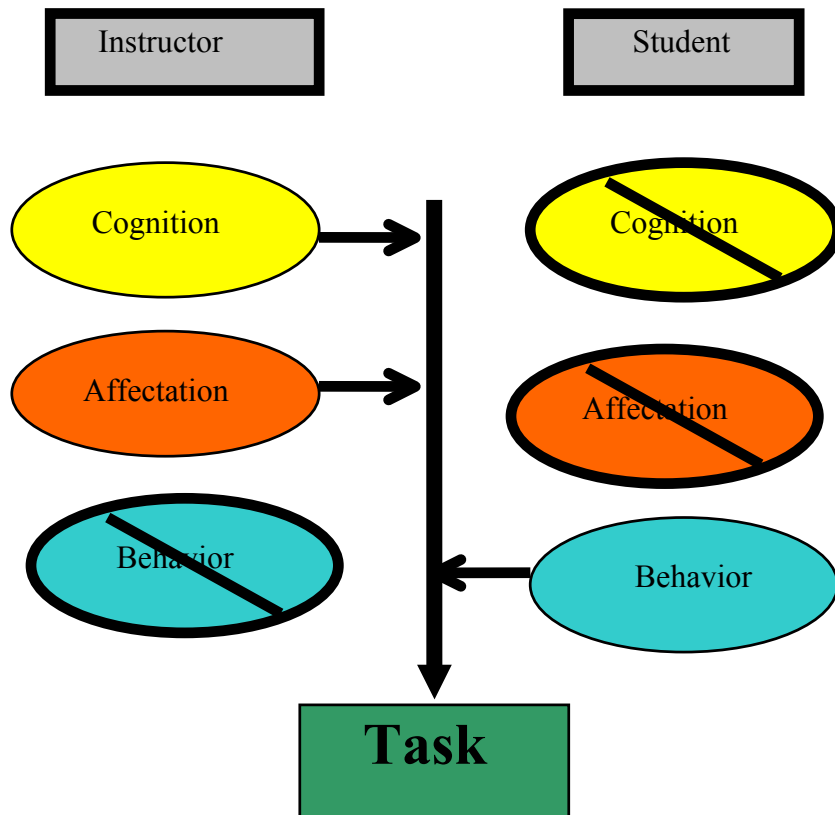 Instructor
Student
Cognition
Cognition
Affectation
Affectation
Behavior
Behavior
Task